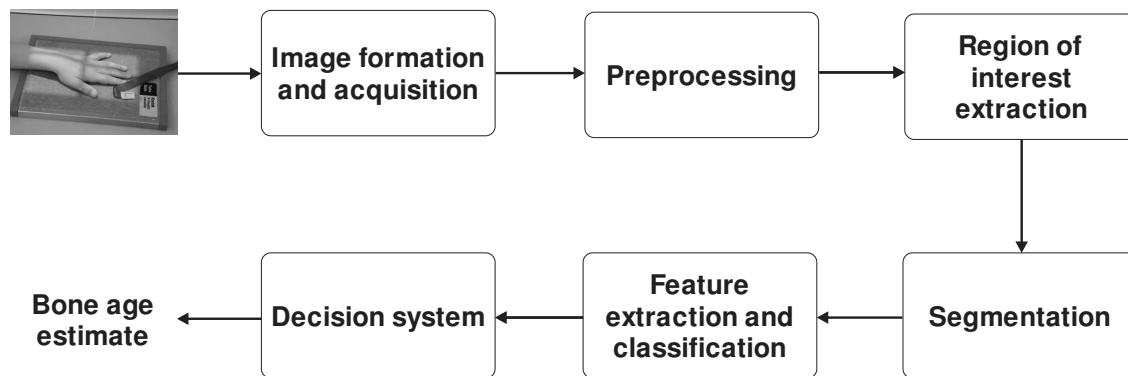 Image formation
and acquisition
Preprocessing
Region of
interest
extraction
Segmentation
Feature
extraction and
classification
Decision system
Bone age
estimate